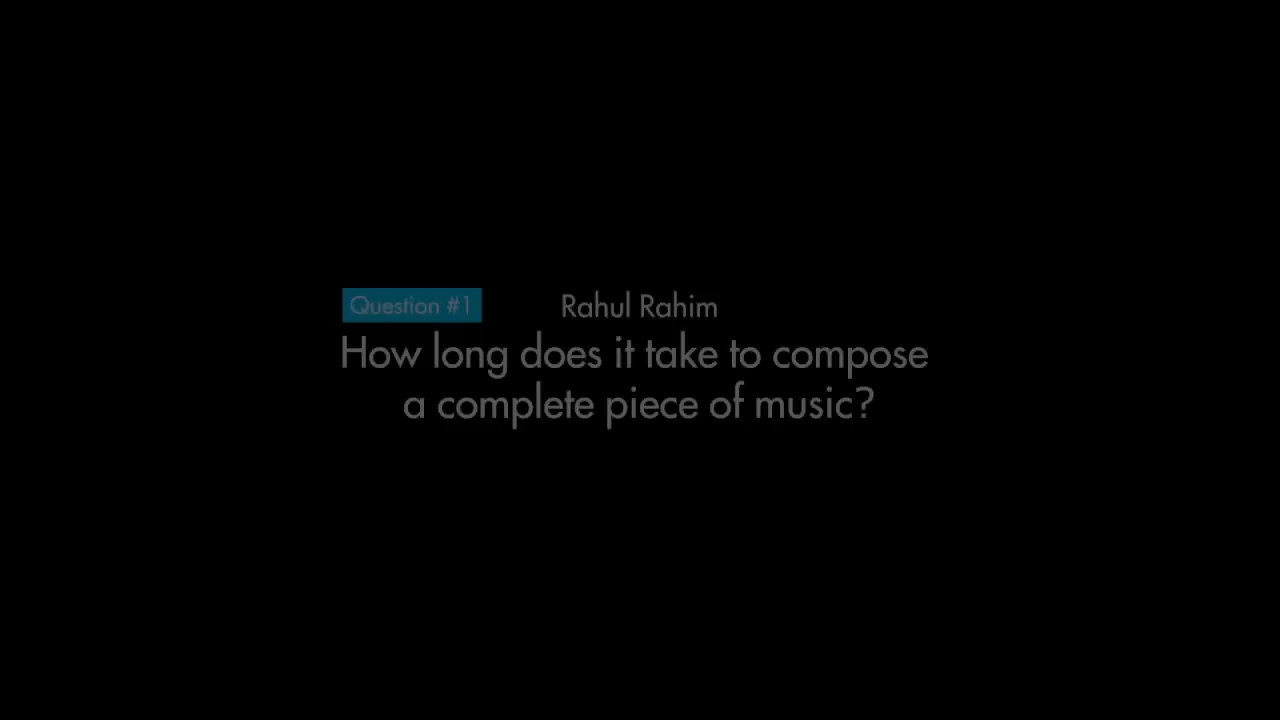 Question #1 Rahul Rahim
How long does it take to compose
a complete piece of music?